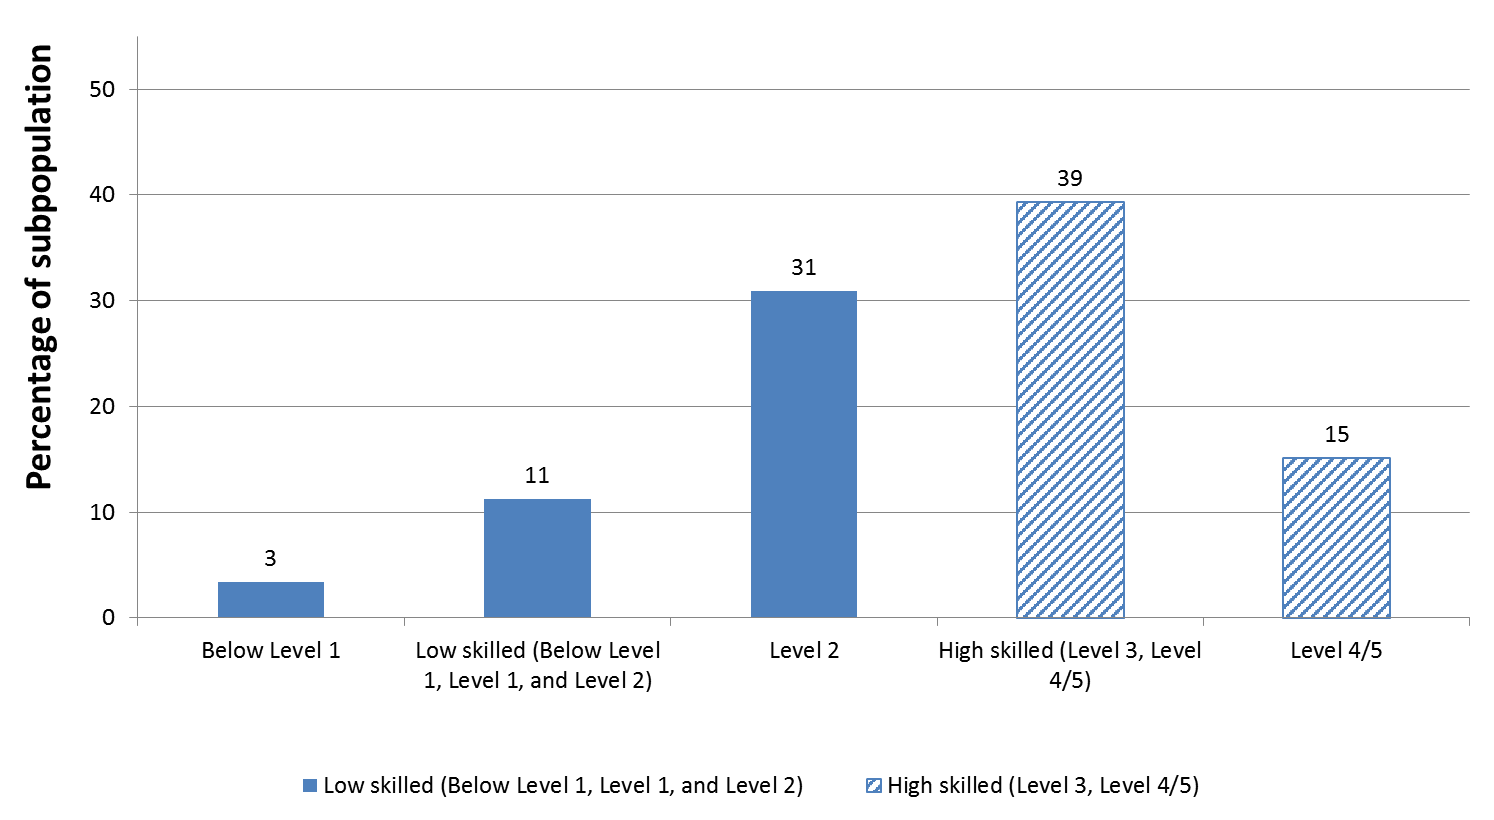 Percentage of subpopulation
50
40
30
20
10
0
3
11
31
39
15
Below Level 1
Low skilled (Below Level
1, Level 1, and Level 2)
Level 2
High skilled (Level 3, Level
4/5)
Level 4/5
Low skilled (Below Level 1, Level 1, and Level 2)
High skilled (Level 3, Level 4/5)